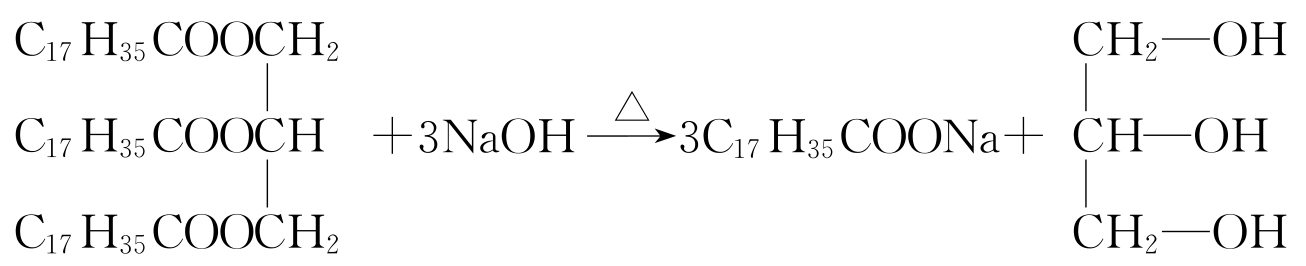 C₁₇H₃₅COOCH₂ CH₂—OH
△
C₁₇H₃₅COOCH +3NaOH ⟶ 3C₁₇H₃₅COONa+ CH—OH
C₁₇H₃₅COOCH₂ CH₂—OH